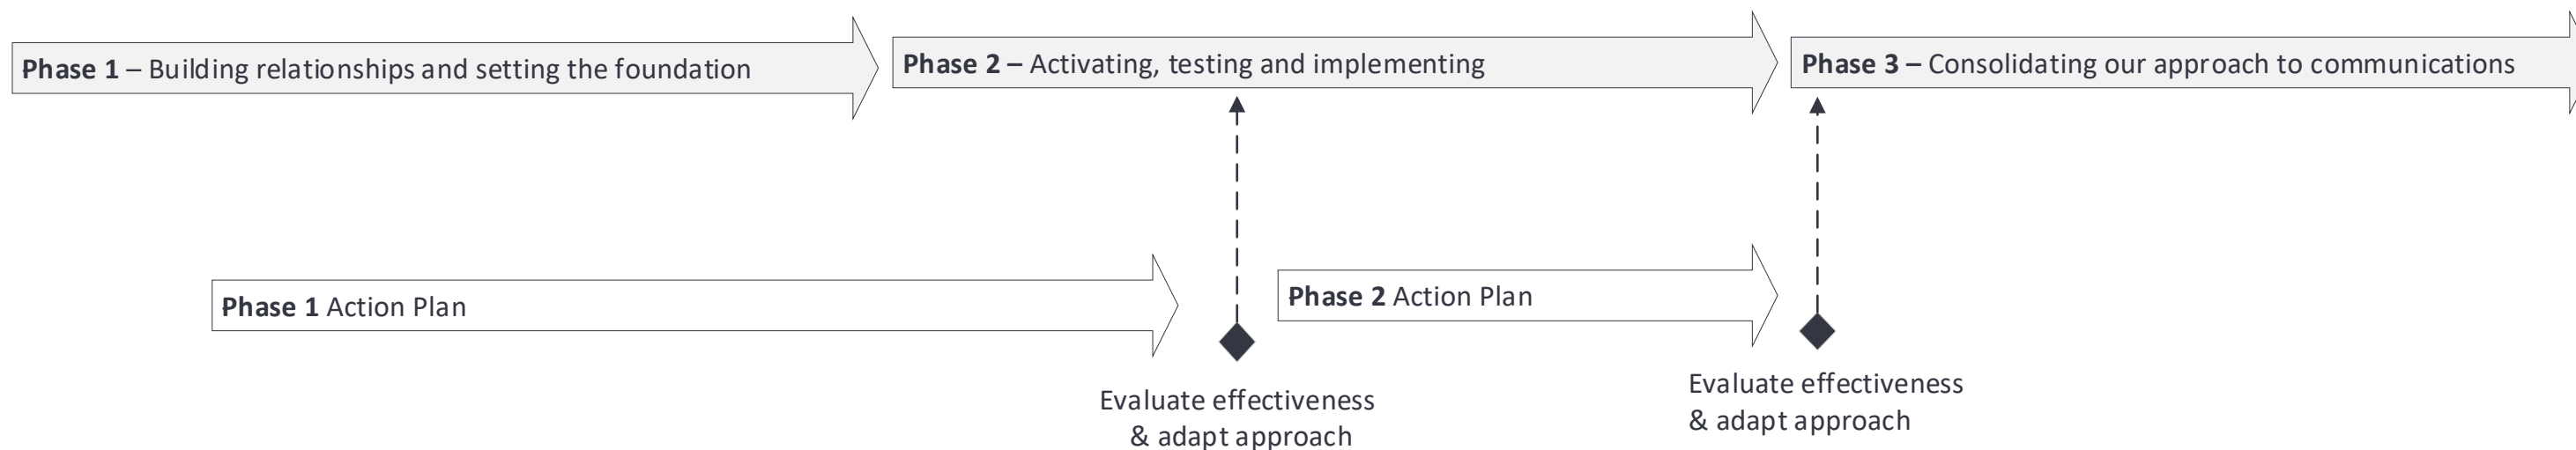 Phase 1 – Building relationships and setting the foundation
Phase 2 – Activating, testing and implementing
Phase 3 – Consolidating our approach to communications
Phase 1 Action Plan
Phase 2 Action Plan
Evaluate effectiveness
& adapt approach
Evaluate effectiveness
& adapt approach